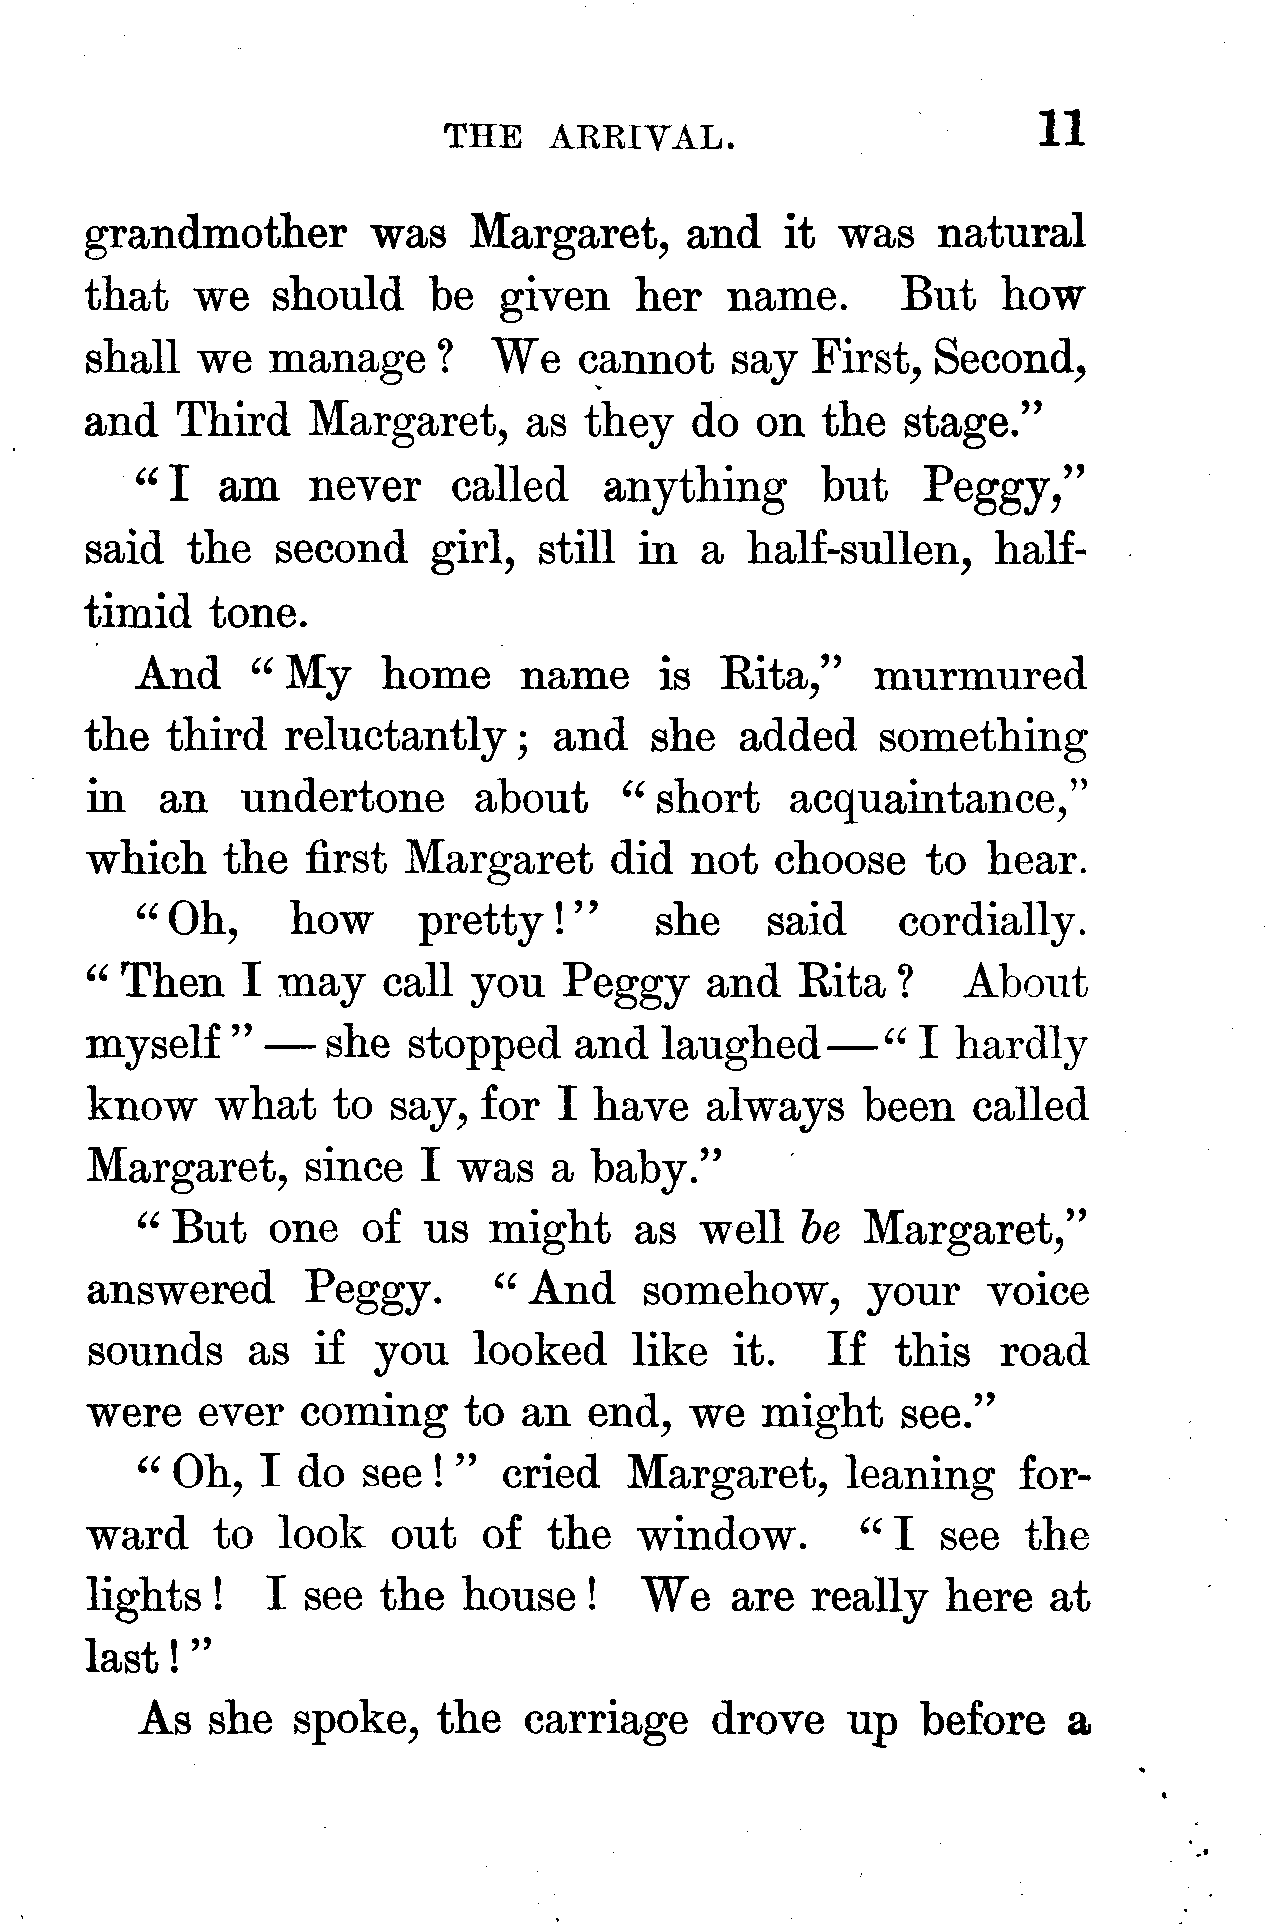 THE ARRIVAL. 11
grandmother was Margaret, and it was natural
that we should be given her name. But how
shall we manage? We cannot say First, Second,
and Third Margaret, as they do on the stage."
"I am never called anything but Peggy,"
said the second girl, still in a half-sullen, half-
timid tone.
And "My home name is Rita," murmured
the third reluctantly; and she added something
in an undertone about "short acquaintance,"
which the first Margaret did not choose to hear.
"Oh, how pretty!" she said cordially.
"Then I may call you Peggy and Rita? About
myself" — she stopped and laughed — "I hardly
know what to say, for I have always been called
Margaret, since I was a baby."
"But one of us might as well be Margaret,"
answered Peggy. "And somehow, your voice
sounds as if you looked like it. If this road
were ever coming to an end, we might see."
"Oh, I do see!" cried Margaret, leaning for-
ward to look out of the window. "I see the
lights! I see the house! We are really here at
last!"
As she spoke, the carriage drove up before a